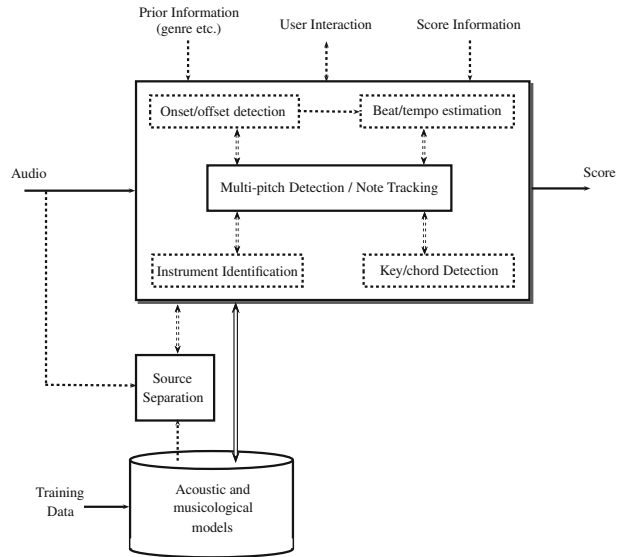 Prior Information
(genre etc.)
User Interaction
Score Information
Onset/offset detection
Beat/tempo estimation
Audio
Score
Multi-pitch Detection / Note Tracking
Instrument Identification
Key/chord Detection
Source
Separation
Training
Data
Acoustic and
musicological
models